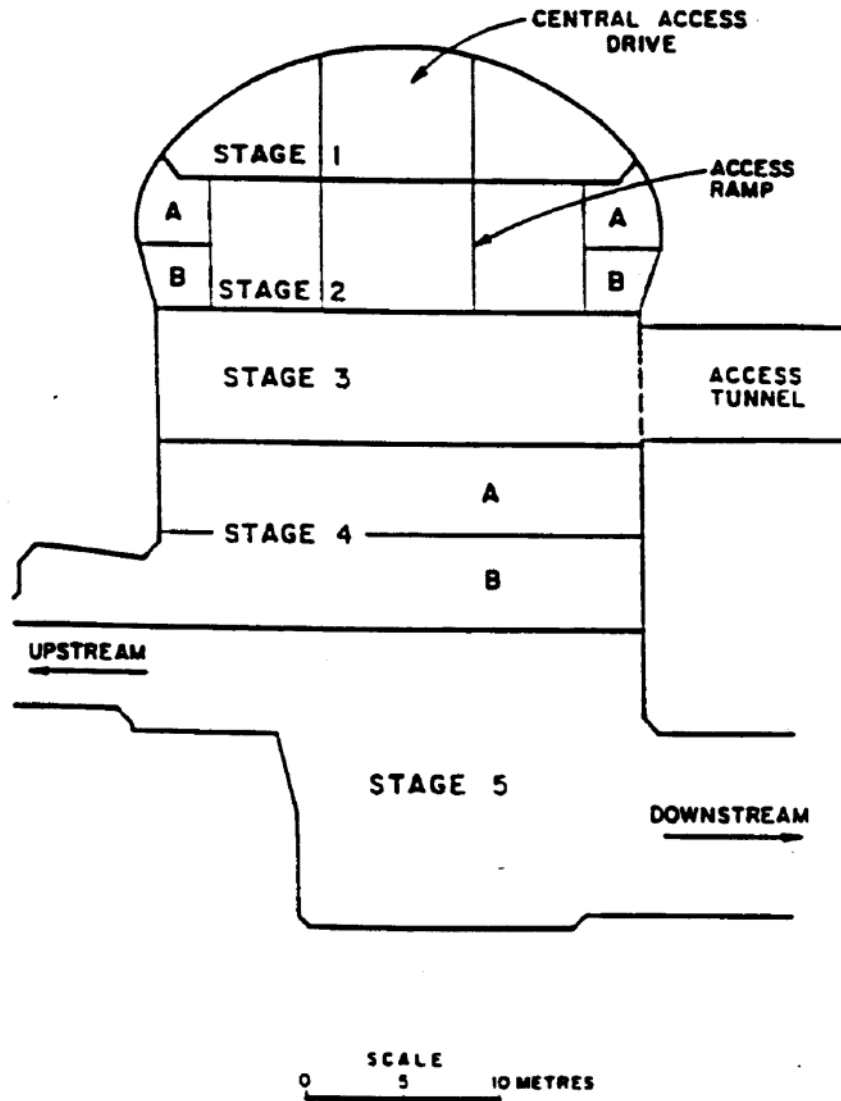 CENTRAL ACCESS
DRIVE
STAGE 1
ACCESS
RAMP
A
A
B
B
STAGE 2
STAGE 3
ACCESS
TUNNEL
A
STAGE 4
B
UPSTREAM
STAGE 5
DOWNSTREAM
SCALE
0 5 10 METRES